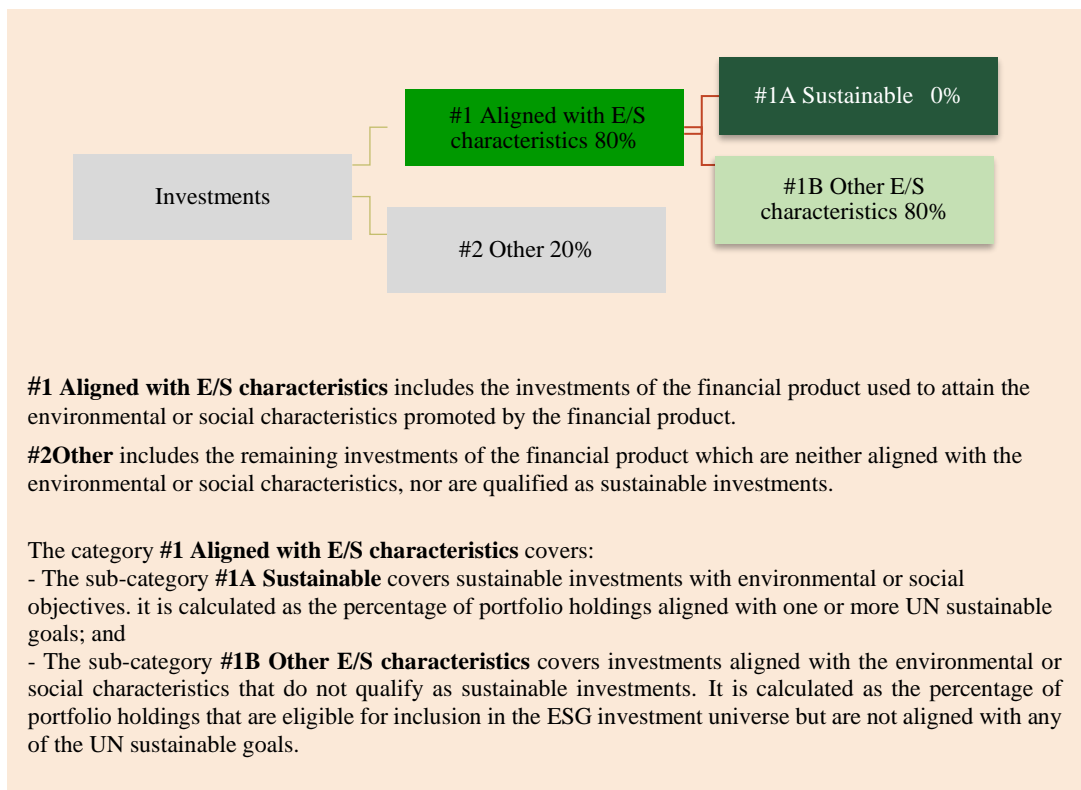 #1A Sustainable 0%
#1 Aligned with E/S
characteristics 80%
Investments
#1B Other E/S
characteristics 80%
#2 Other 20%
#1 Aligned with E/S characteristics includes the investments of the financial product used to attain the
environmental or social characteristics promoted by the financial product.
#2Other includes the remaining investments of the financial product which are neither aligned with the
environmental or social characteristics, nor are qualified as sustainable investments.
The category #1 Aligned with E/S characteristics covers:
- The sub-category #1A Sustainable covers sustainable investments with environmental or social
objectives. it is calculated as the percentage of portfolio holdings aligned with one or more UN sustainable
goals; and
- The sub-category #1B Other E/S characteristics covers investments aligned with the environmental or
social characteristics that do not qualify as sustainable investments. It is calculated as the percentage of
portfolio holdings that are eligible for inclusion in the ESG investment universe but are not aligned with any
of the UN sustainable goals.